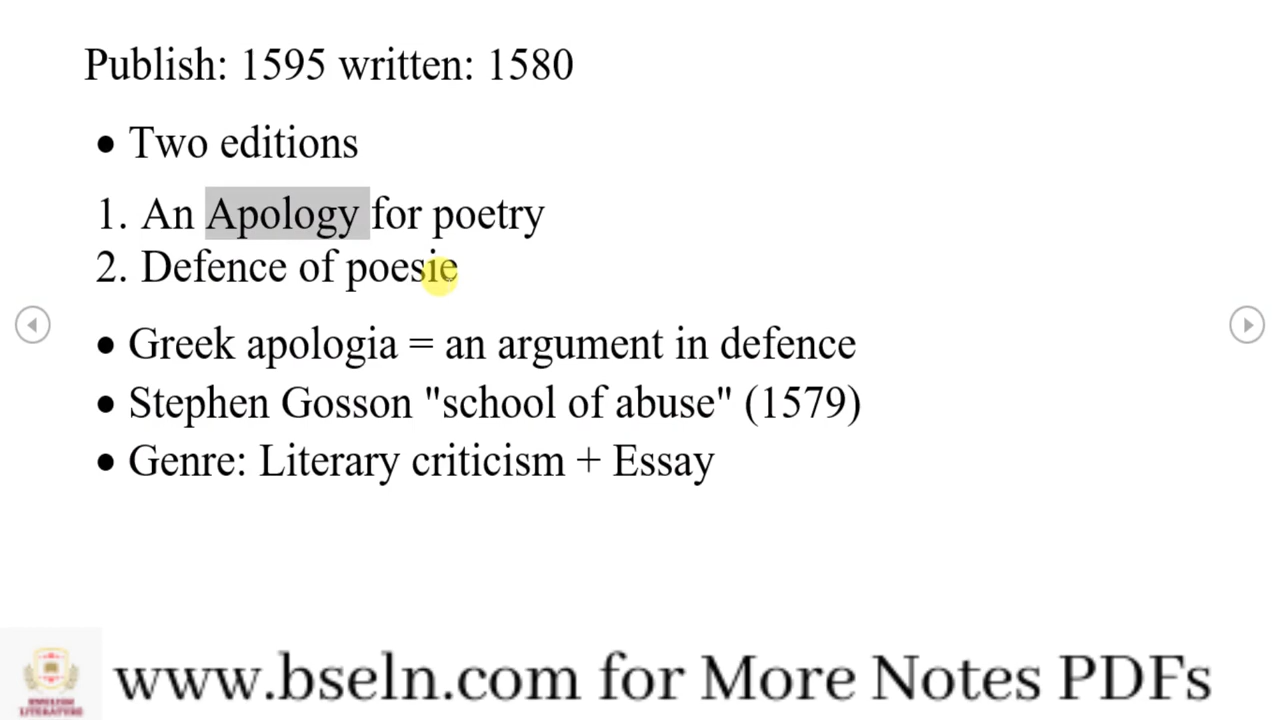 Publish: 1595 written: 1580
• Two editions
1. An Apology for poetry
2. Defence of poesie
• Greek apologia = an argument in defence
• Stephen Gosson "school of abuse" (1579)
• Genre: Literary criticism + Essay
www.bseln.com for More Notes PDFs
ENGLISH
LITERATURE